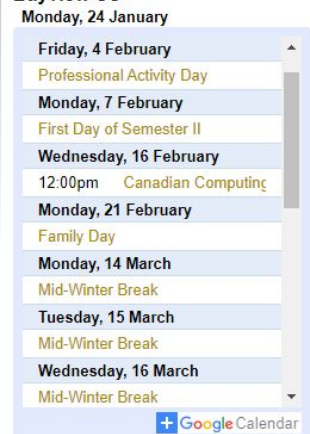 Monday, 24 January
Friday, 4 February
Professional Activity Day
Monday, 7 February
First Day of Semester II
Wednesday, 16 February
12:00pm Canadian Computing
Monday, 21 February
Family Day
Monday, 14 March
Mid-Winter Break
Tuesday, 15 March
Mid-Winter Break
Wednesday, 16 March
Mid-Winter Break
Google Calendar